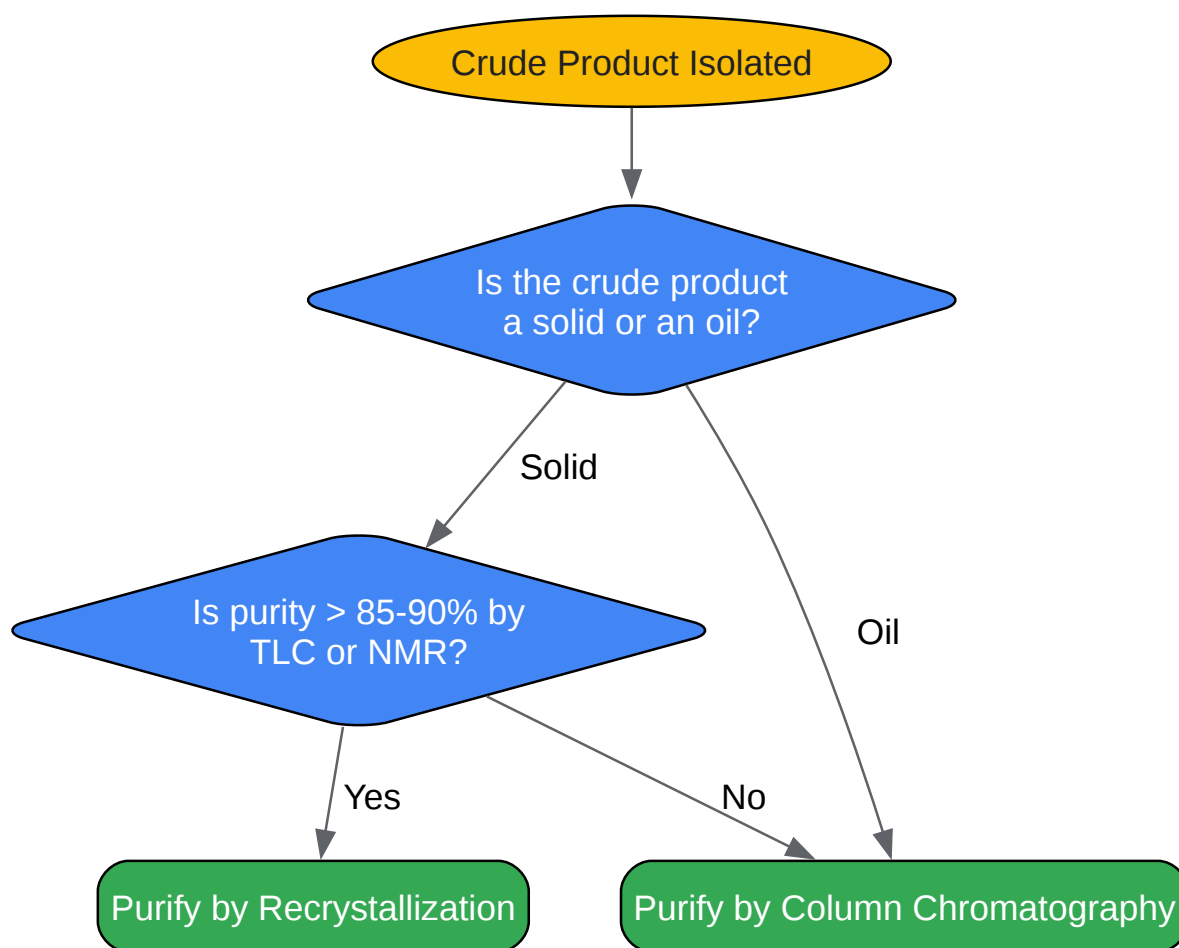 Crude Product Isolated
Is the crude product
a solid or an oil?
Solid
Is purity > 85-90% by
TLC or NMR?
Oil
Yes
No
Purify by Recrystallization
Purify by Column Chromatography